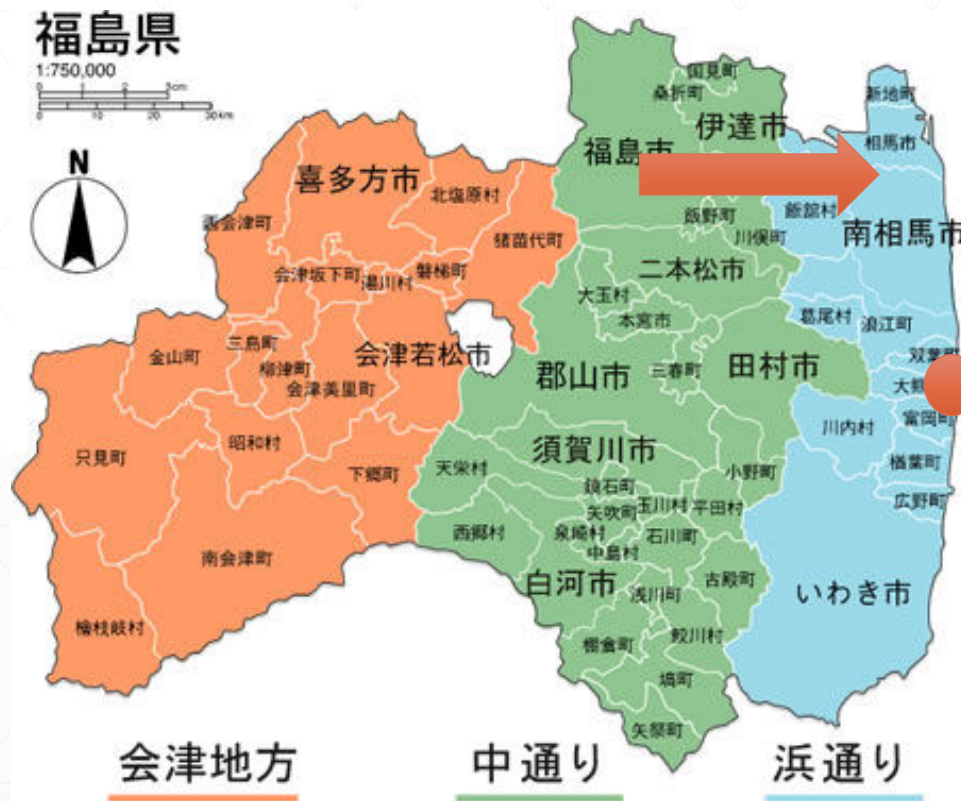 福島県
1:750,000
0 1 2 3cm
0 10 20 30km
N
国見町
桑折町
伊達市
新地町
福島市
相馬市
喜多方市
北塩原村
西会津町
飯野町
飯舘村
南相馬市
猪苗代町
川俣町
会津坂下町
湯川村
磐梯町
二本松市
大玉村
本宮市
葛尾村
浪江町
三島町
金山町
会津若松市
双葉町
柳津町
会津美里町
郡山市
三春町
田村市
大熊
富岡町
川内村
只見町
昭和村
須賀川市
下郷町
天栄村
小野町
楢葉町
鏡石町
広野町
矢吹町
玉川村
平田村
西郷村
泉崎村
石川町
中島村
南会津町
白河市
浅川町
古殿町
いわき市
檜枝岐村
棚倉町
鮫川村
塙町
矢祭町
会津地方
中通り
浜通り